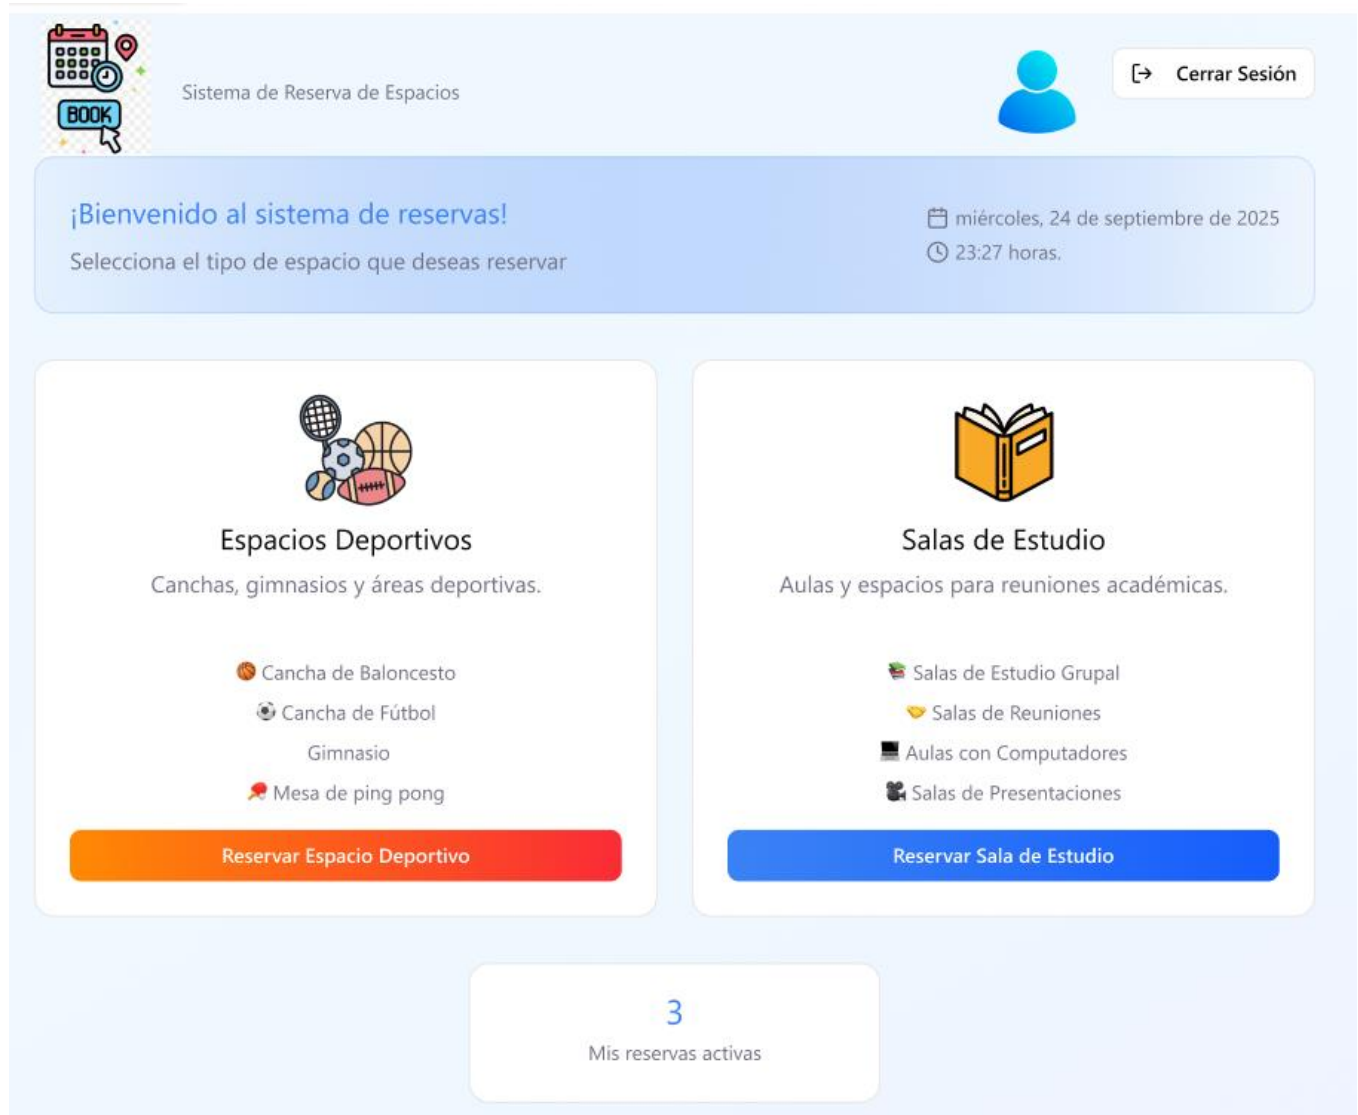 BOOK
Sistema de Reserva de Espacios
Cerrar Sesión
¡Bienvenido al sistema de reservas!
Selecciona el tipo de espacio que deseas reservar
miércoles, 24 de septiembre de 2025
23:27 horas.
Espacios Deportivos
Canchas, gimnasios y áreas deportivas.
🏀 Cancha de Baloncesto
⚽ Cancha de Fútbol
Gimnasio
🏓 Mesa de ping pong
Reservar Espacio Deportivo
Salas de Estudio
Aulas y espacios para reuniones académicas.
📚 Salas de Estudio Grupal
🤝 Salas de Reuniones
💻 Aulas con Computadores
🎥 Salas de Presentaciones
Reservar Sala de Estudio
3
Mis reservas activas